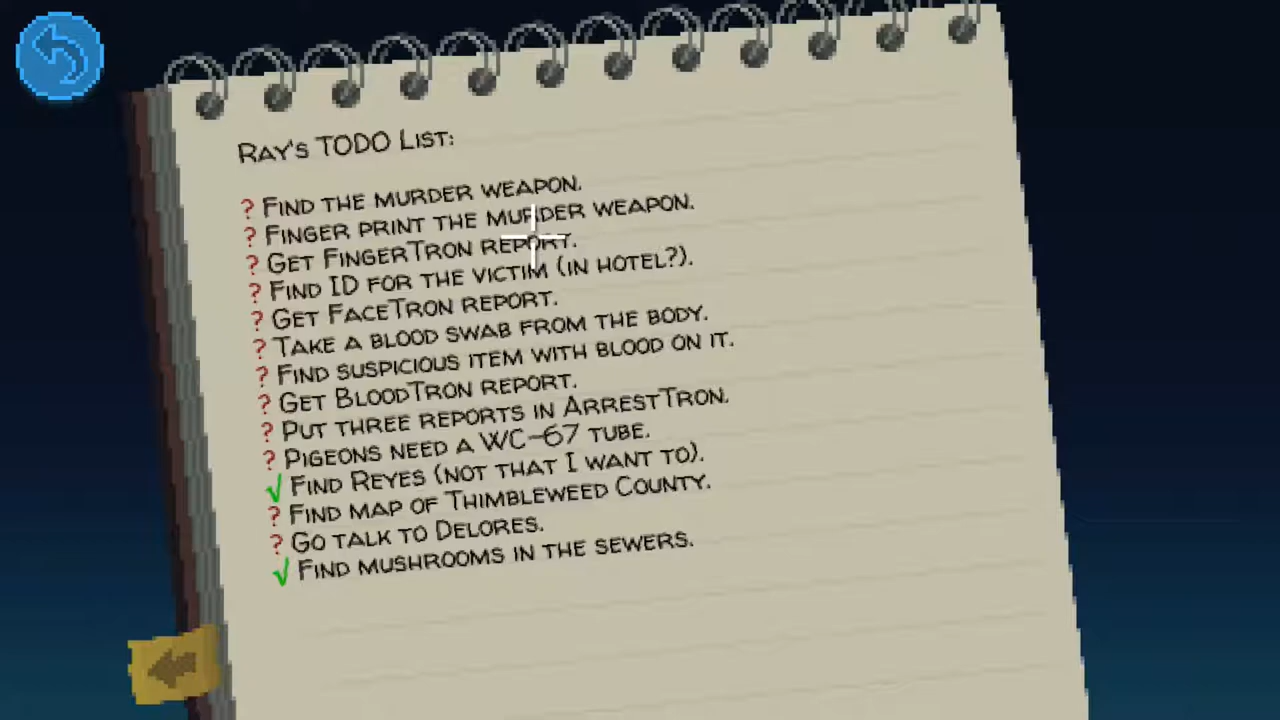 Ray's TODO List:
? Find the murder weapon.
? Finger print the murder weapon.
? Get FingerTron report.
? Find ID for the victim (in hotel?).
? Get FaceTron report.
? Take a blood swab from the body.
? Find suspicious item with blood on it.
? Get BloodTron report.
? Put three reports in ArrestTron.
? Pigeons need a WC-67 tube.
√ Find Reyes (not that I want to).
? Find map of Thimbleweed County.
? Go talk to Delores.
√ Find mushrooms in the sewers.